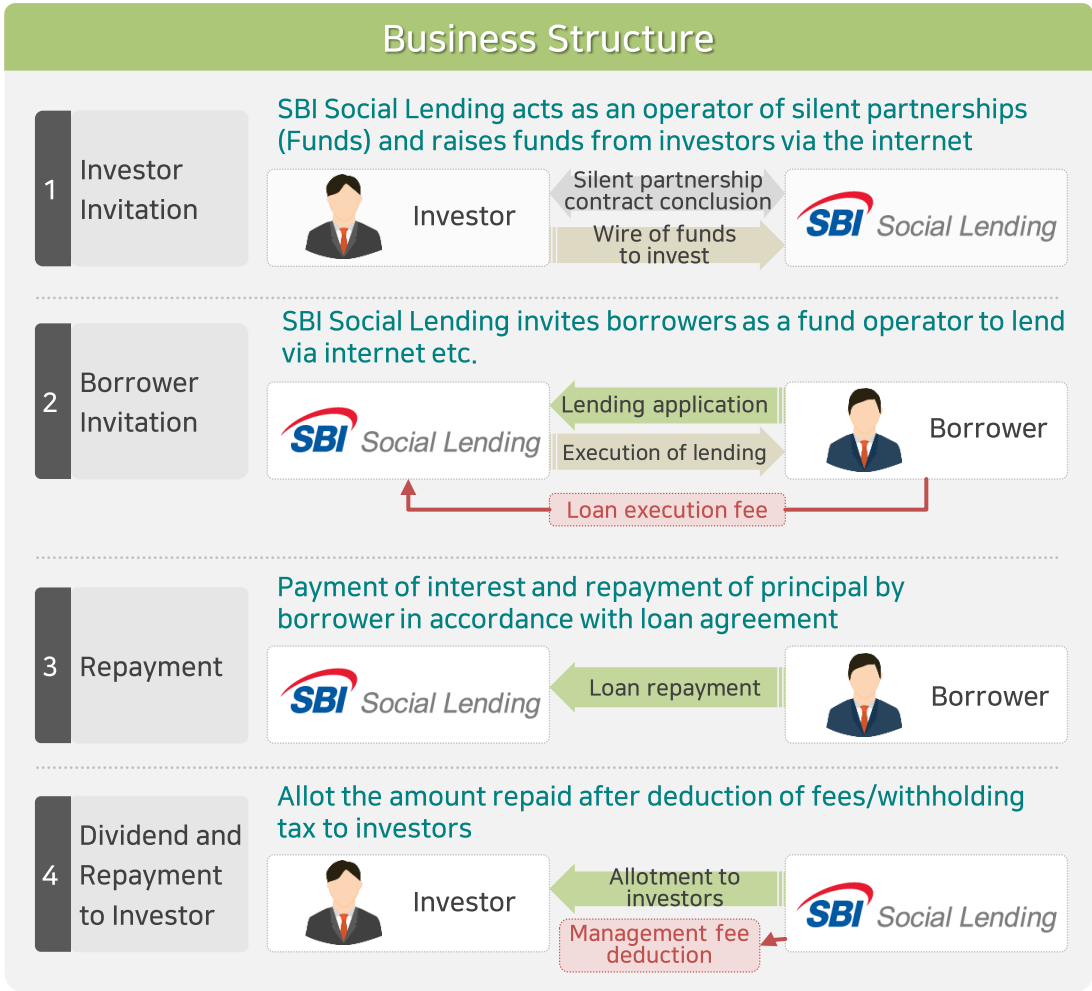 Business Structure
SBI Social Lending acts as an operator of silent partnerships
(Funds) and raises funds from investors via the internet
1
Investor
Invitation
Investor
Silent partnership
contract conclusion
Wire of funds
to invest
SBI Social Lending
SBI Social Lending invites borrowers as a fund operator to lend
via internet etc.
2
Borrower
Invitation
SBI Social Lending
Lending application
Execution of lending
Borrower
Loan execution fee
Payment of interest and repayment of principal by
borrower in accordance with loan agreement
3
Repayment
SBI Social Lending
Loan repayment
Borrower
Allot the amount repaid after deduction of fees/withholding
tax to investors
4
Dividend and
Repayment
to Investor
Investor
Allotment to
investors
Management fee
deduction
SBI Social Lending